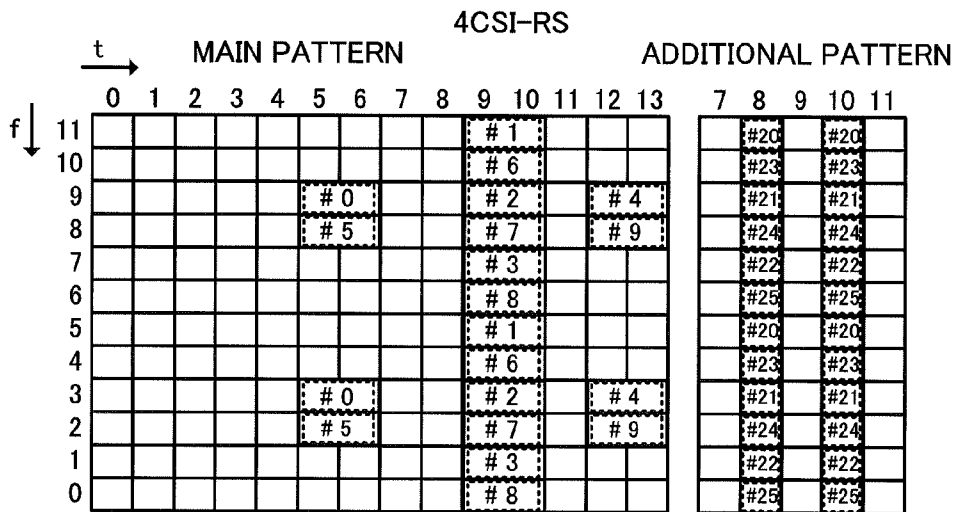 4CSI-RS
t MAIN PATTERN ADDITIONAL PATTERN
0 1 2 3 4 5 6 7 8 9 10 11 12 13 7 8 9 10 11
f 11 # 1 #20 #20
10 # 6 #23 #23
9 # 0 # 2 # 4 #21 #21
8 # 5 # 7 # 9 #24 #24
7 # 3 #22 #22
6 # 8 #25 #25
5 # 1 #20 #20
4 # 6 #23 #23
3 # 0 # 2 # 4 #21 #21
2 # 5 # 7 # 9 #24 #24
1 # 3 #22 #22
0 # 8 #25 #25